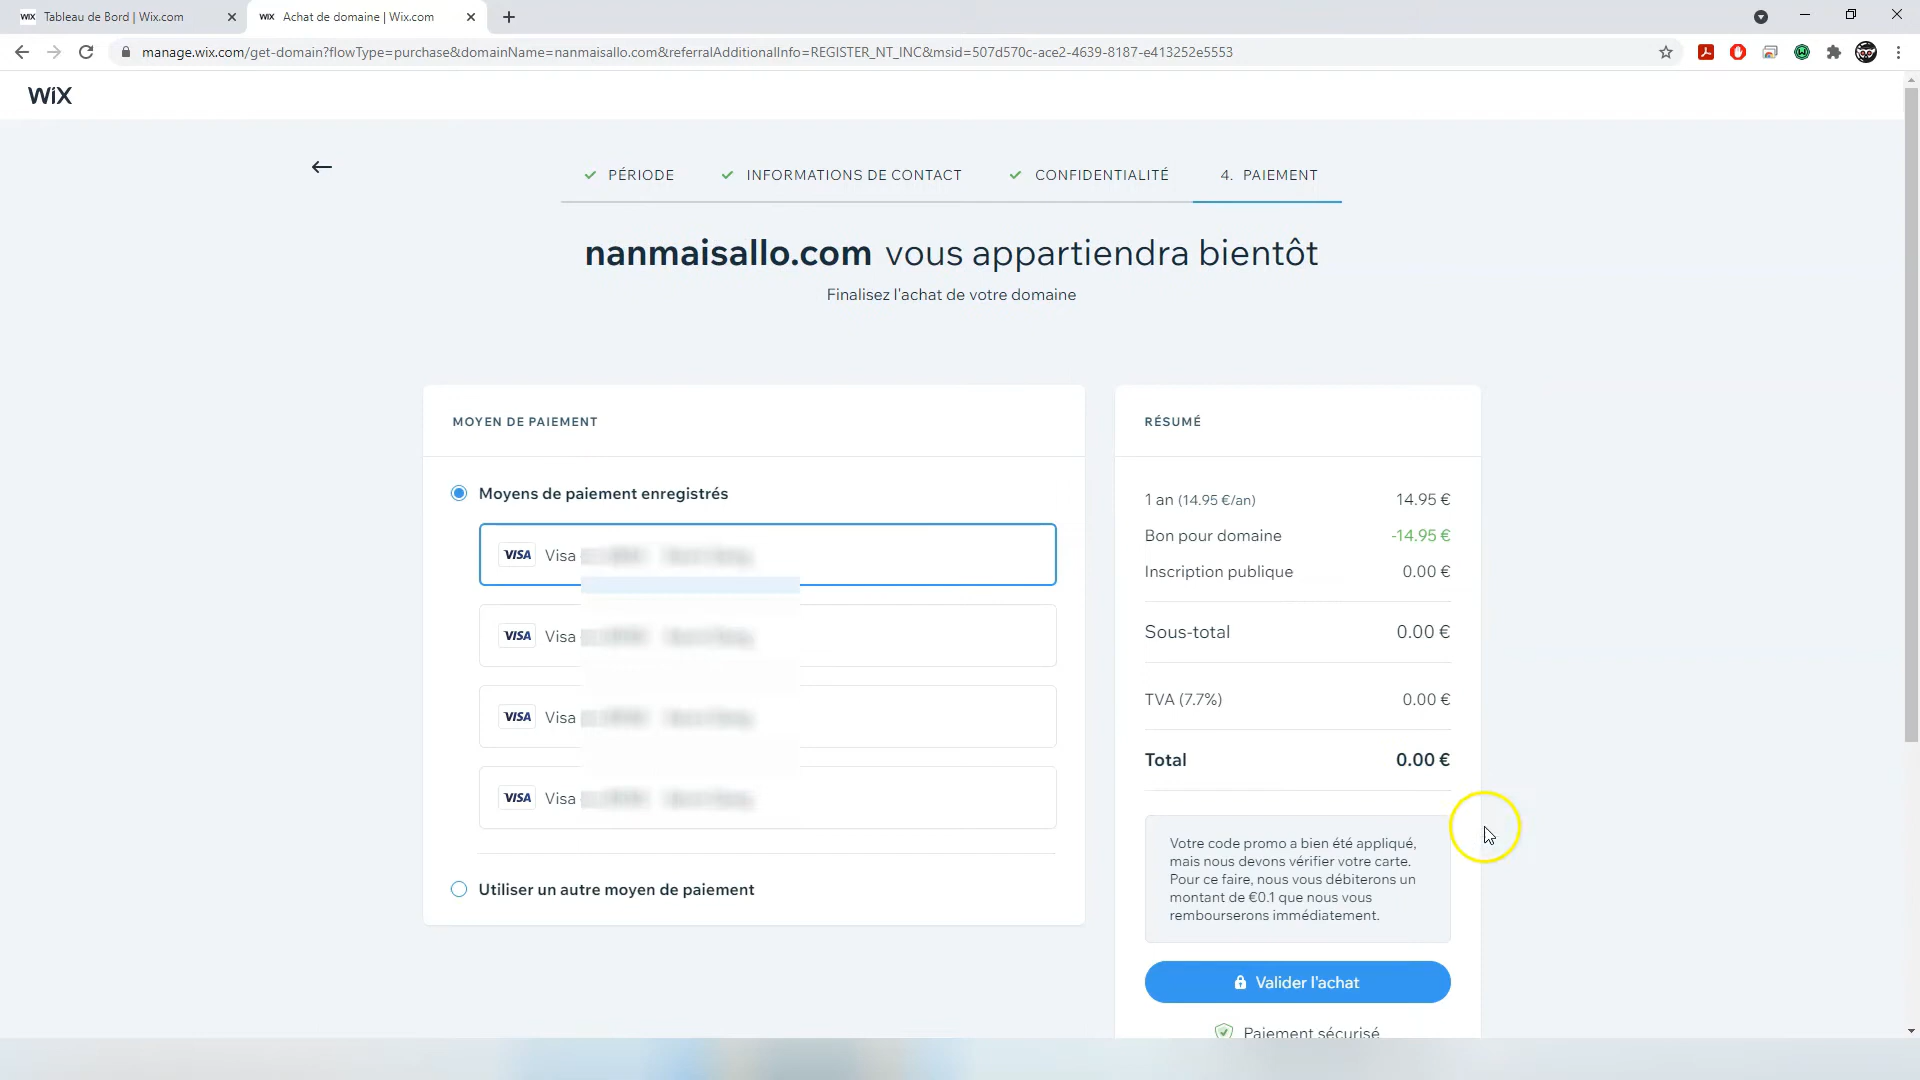 WIX Tableau de Bord | Wix.com
WIX Achat de domaine | Wix.com
manage.wix.com/get-domain?flowType=purchase&domainName=nanmaisallo.com&referralAdditionalInfo=REGISTER_NT_INC&msid=507d570c-ace2-4639-8187-e413252e5553
WiX
PÉRIODE
INFORMATIONS DE CONTACT
CONFIDENTIALITÉ
4. PAIEMENT
nanmaisallo.com vous appartiendra bientôt
Finalisez l'achat de votre domaine
MOYEN DE PAIEMENT
Moyens de paiement enregistrés
VISA Visa
VISA Visa
VISA Visa
VISA Visa
Utiliser un autre moyen de paiement
RÉSUMÉ
1 an (14.95 €/an) 14.95 €
Bon pour domaine -14.95 €
Inscription publique 0.00 €
Sous-total 0.00 €
TVA (7.7%) 0.00 €
Total 0.00 €
Votre code promo a bien été appliqué,
mais nous devons vérifier votre carte.
Pour ce faire, nous vous débiterons un
montant de €0.1 que nous vous
rembourserons immédiatement.
Valider l'achat
Paiement sécurisé